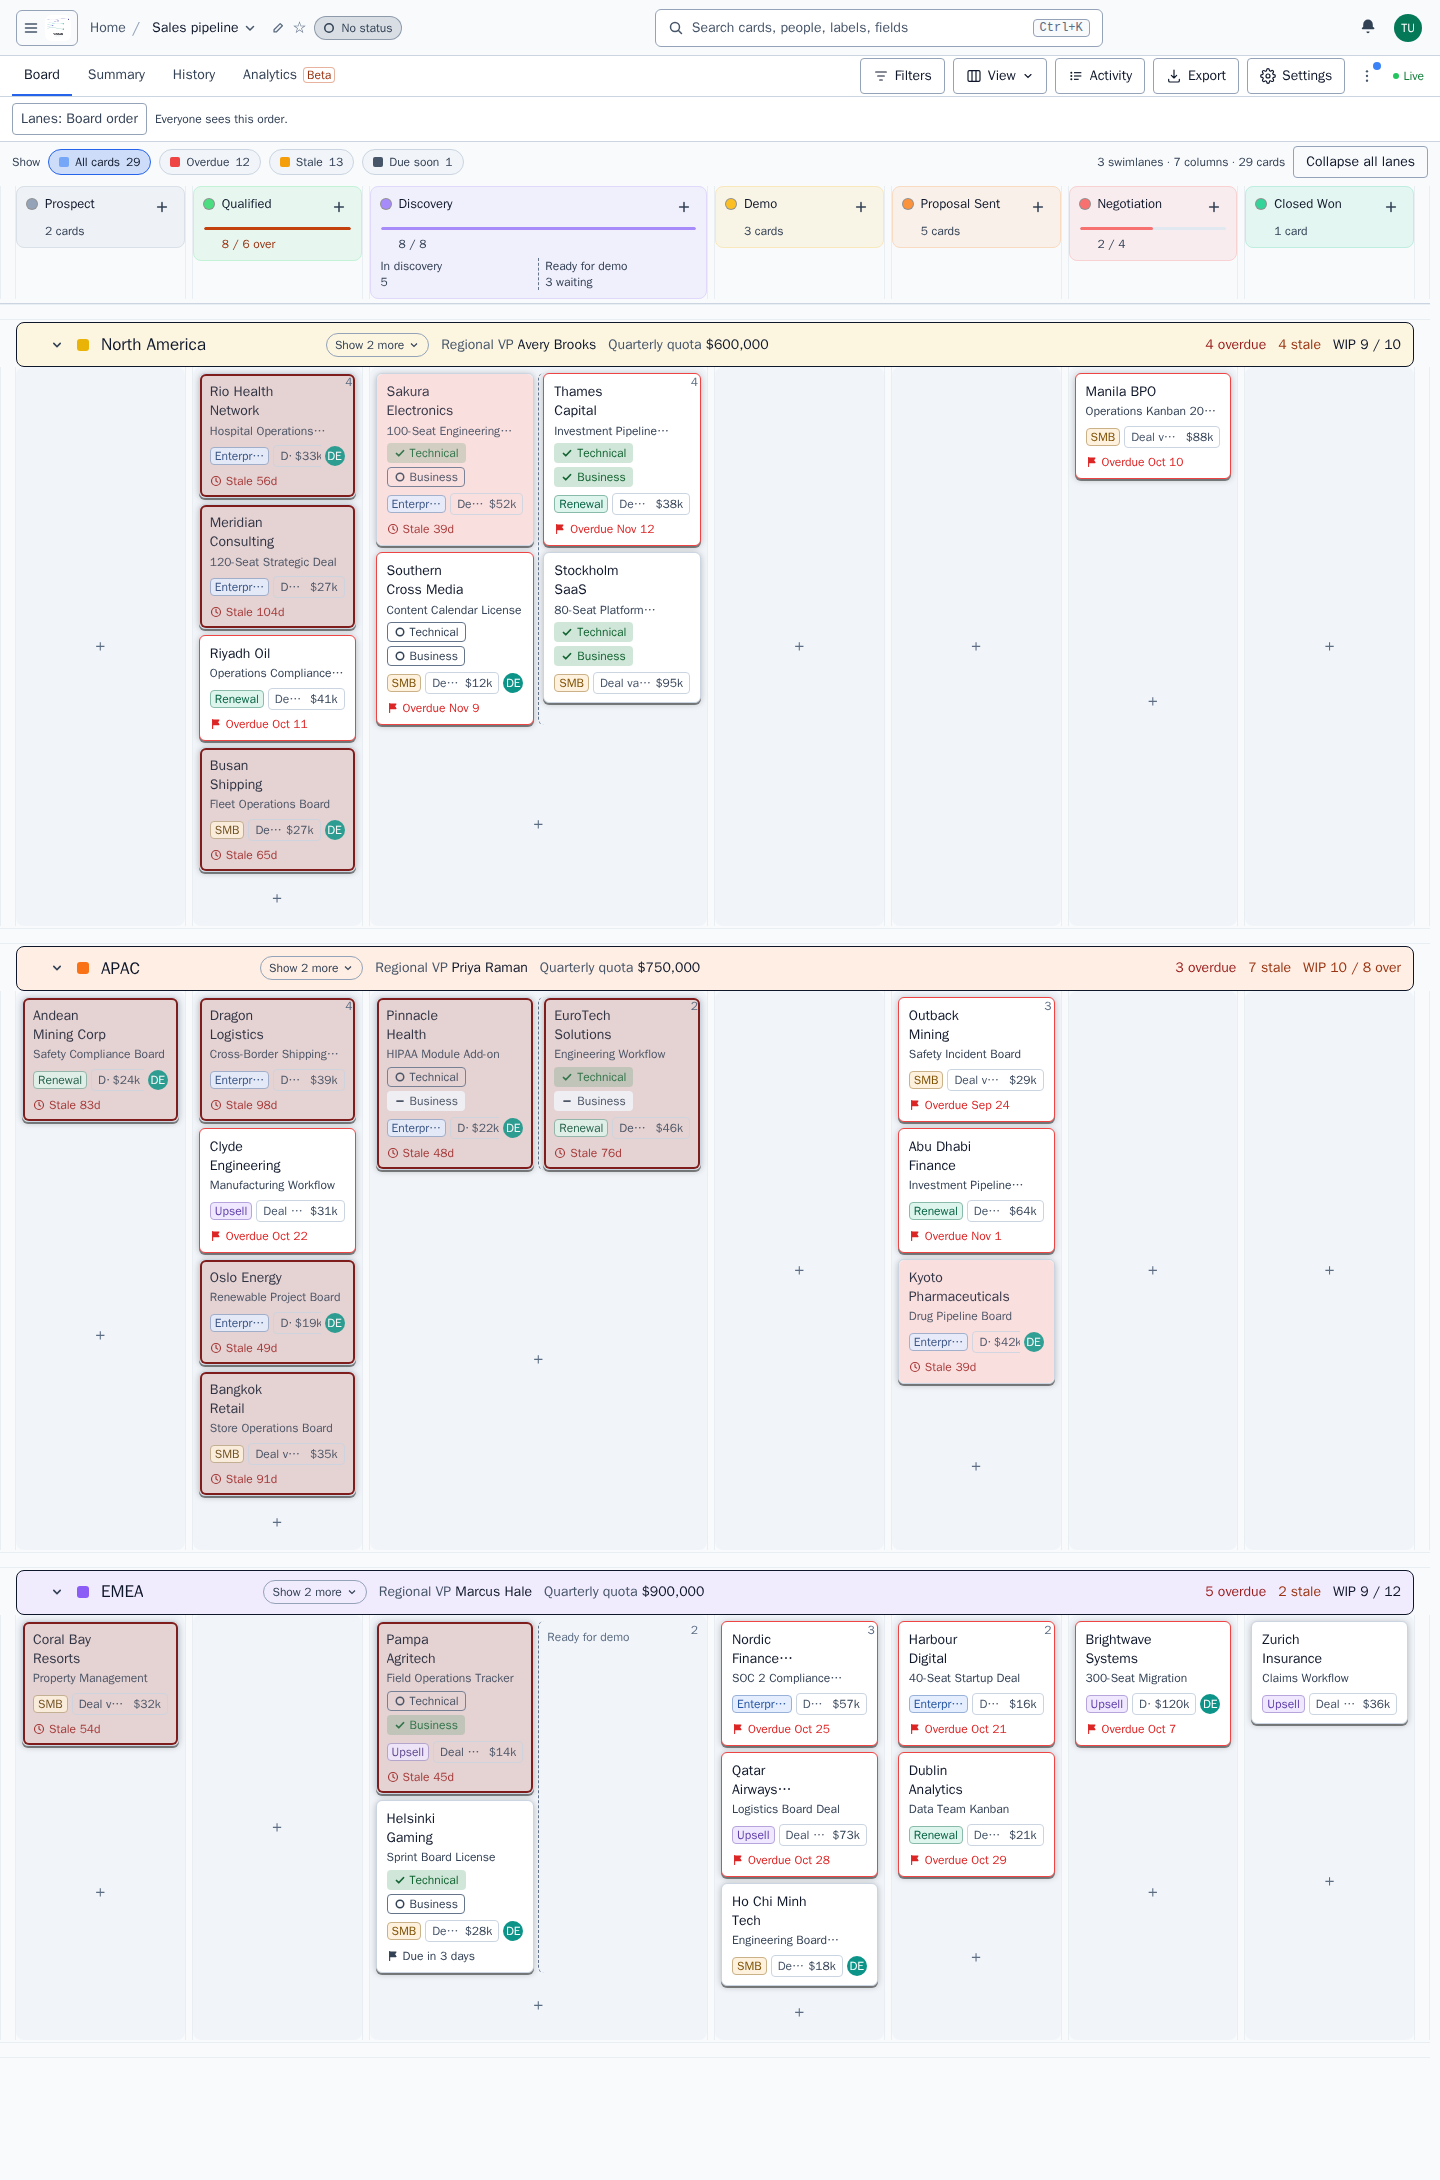 Home / Sales pipeline
No status
Search cards, people, labels, fields Ctrl+K
TU
Board Summary History Analytics Beta
Filters View Activity Export Settings Live
Lanes: Board order Everyone sees this order.
Show All cards 29 Overdue 12 Stale 13 Due soon 1
3 swimlanes · 7 columns · 29 cards Collapse all lanes
Prospect
2 cards
Qualified
8 / 6 over
Discovery
8 / 8
In discovery
5
Ready for demo
3 waiting
Demo
3 cards
Proposal Sent
5 cards
Negotiation
2 / 4
Closed Won
1 card
North America Show 2 more Regional VP Avery Brooks Quarterly quota $600,000 4 overdue 4 stale WIP 9 / 10
4
Rio Health
Network
Hospital Operations···
Enterpr··· D· $33k DE
Stale 56d
Meridian
Consulting
120-Seat Strategic Deal
Enterpr··· D··· $27k
Stale 104d
Riyadh Oil
Operations Compliance···
Renewal De··· $41k
Overdue Oct 11
Busan
Shipping
Fleet Operations Board
SMB De··· $27k DE
Stale 65d
Sakura
Electronics
100-Seat Engineering···
Technical
Business
Enterpr··· De··· $52k
Stale 39d
Southern
Cross Media
Content Calendar License
Technical
Business
SMB De··· $12k DE
Overdue Nov 9
4
Thames
Capital
Investment Pipeline···
Technical
Business
Renewal De··· $38k
Overdue Nov 12
Stockholm
SaaS
80-Seat Platform···
Technical
Business
SMB Deal va··· $95k
Manila BPO
Operations Kanban 20···
SMB Deal v··· $88k
Overdue Oct 10
APAC Show 2 more Regional VP Priya Raman Quarterly quota $750,000 3 overdue 7 stale WIP 10 / 8 over
Andean
Mining Corp
Safety Compliance Board
Renewal D· $24k DE
Stale 83d
4
Dragon
Logistics
Cross-Border Shipping···
Enterpr··· D··· $39k
Stale 98d
Clyde
Engineering
Manufacturing Workflow
Upsell Deal ··· $31k
Overdue Oct 22
Oslo Energy
Renewable Project Board
Enterpr··· D· $19k DE
Stale 49d
Bangkok
Retail
Store Operations Board
SMB Deal v··· $35k
Stale 91d
Pinnacle
Health
HIPAA Module Add-on
Technical
Business
Enterpr··· D· $22k DE
Stale 48d
2
EuroTech
Solutions
Engineering Workflow
Technical
Business
Renewal De··· $46k
Stale 76d
3
Outback
Mining
Safety Incident Board
SMB Deal v··· $29k
Overdue Sep 24
Abu Dhabi
Finance
Investment Pipeline···
Renewal De··· $64k
Overdue Nov 1
Kyoto
Pharmaceuticals
Drug Pipeline Board
Enterpr··· D· $42k DE
Stale 39d
EMEA Show 2 more Regional VP Marcus Hale Quarterly quota $900,000 5 overdue 2 stale WIP 9 / 12
Coral Bay
Resorts
Property Management
SMB Deal v··· $32k
Stale 54d
Pampa
Agritech
Field Operations Tracker
Technical
Business
Upsell Deal ··· $14k
Stale 45d
Helsinki
Gaming
Sprint Board License
Technical
Business
SMB De··· $28k DE
Due in 3 days
Ready for demo 2
3
Nordic
Finance···
SOC 2 Compliance···
Enterpr··· D··· $57k
Overdue Oct 25
Qatar
Airways···
Logistics Board Deal
Upsell Deal ··· $73k
Overdue Oct 28
Ho Chi Minh
Tech
Engineering Board···
SMB De··· $18k DE
2
Harbour
Digital
40-Seat Startup Deal
Enterpr··· D··· $16k
Overdue Oct 21
Dublin
Analytics
Data Team Kanban
Renewal De··· $21k
Overdue Oct 29
Brightwave
Systems
300-Seat Migration
Upsell D· $120k DE
Overdue Oct 7
Zurich
Insurance
Claims Workflow
Upsell Deal ··· $36k